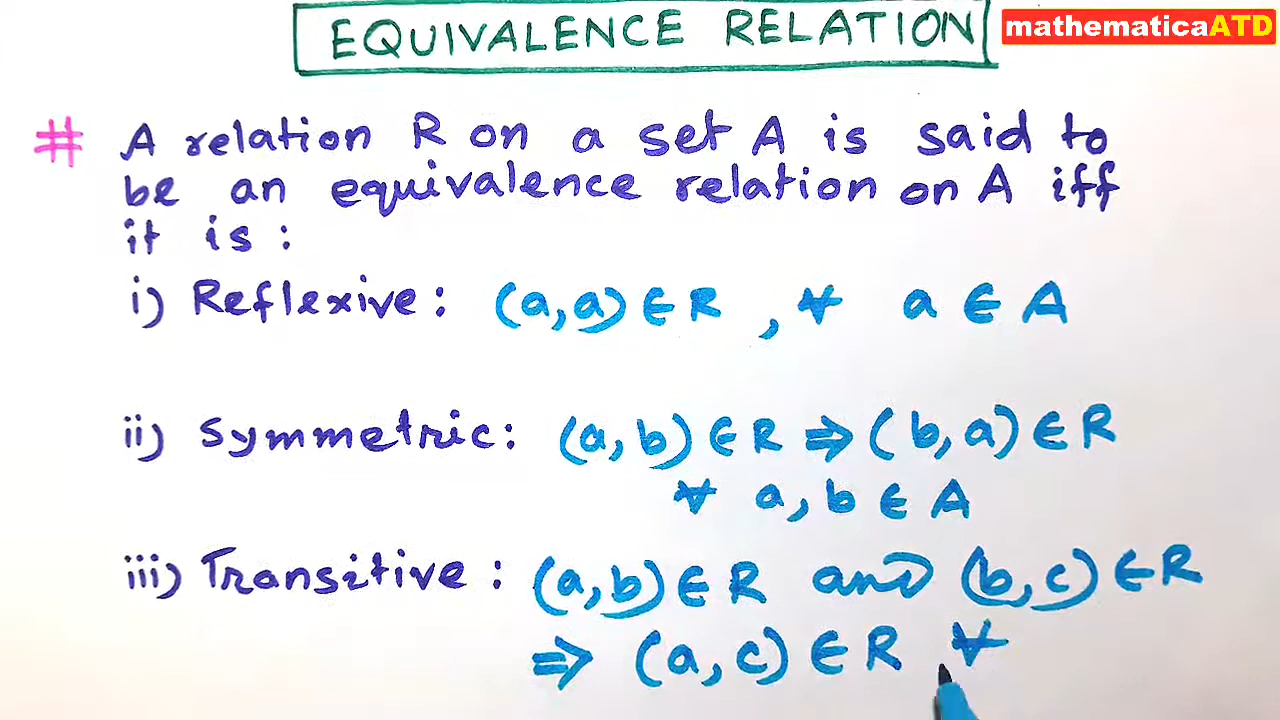 EQUIVALENCE RELATION
mathematicaATD
# A relation R on a set A is said to
be an equivalence relation on A iff
it is :
i) Reflexive : (a,a) ∈ R , ∀ a ∈ A
ii) Symmetric : (a,b) ∈ R ⇒ (b,a) ∈ R
∀ a,b ∈ A
iii) Transitive : (a,b) ∈ R and (b,c) ∈ R
⇒ (a,c) ∈ R ∀